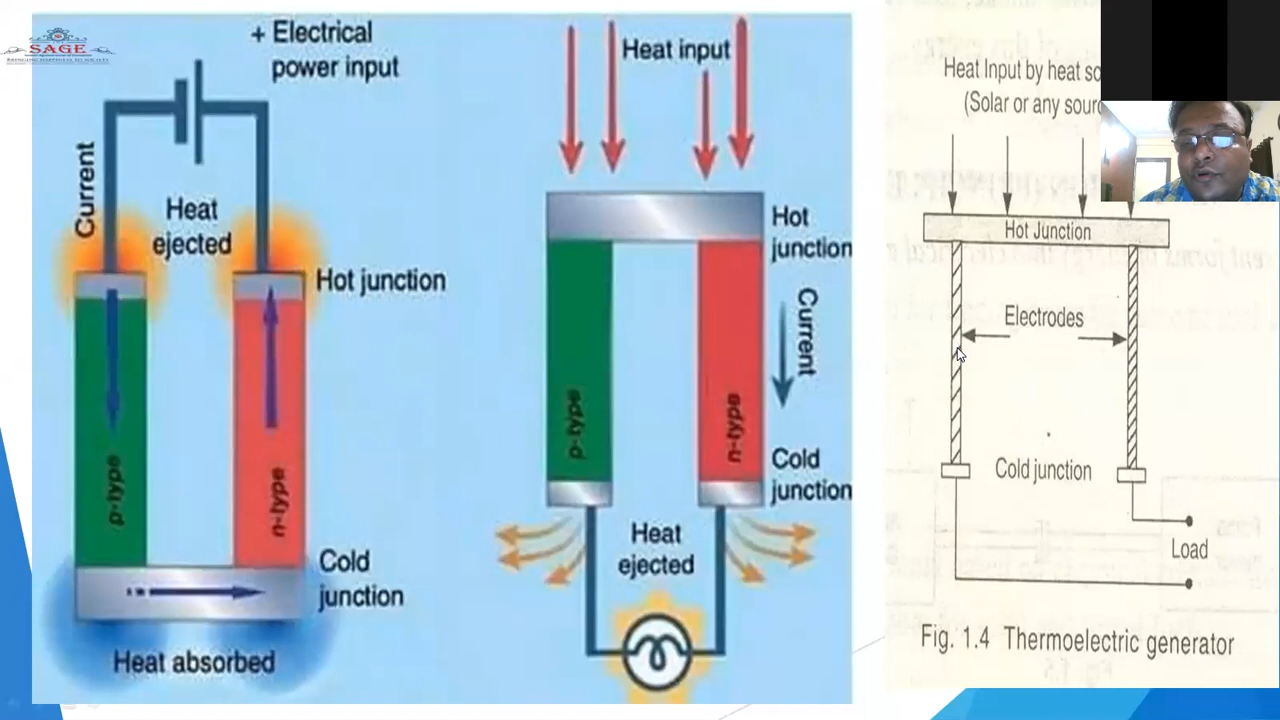 SAGE
+ Electrical
power input
Current
Heat
ejected
Hot junction
p-type
n-type
Cold
junction
Heat absorbed
Heat input
Hot
junction
Current
p-type
n-type
Cold
junction
Heat
ejected
Heat Input by heat
(Solar or any
Hot Junction
Electrodes
Cold junction
Load
Fig. 1.4 Thermoelectric generator